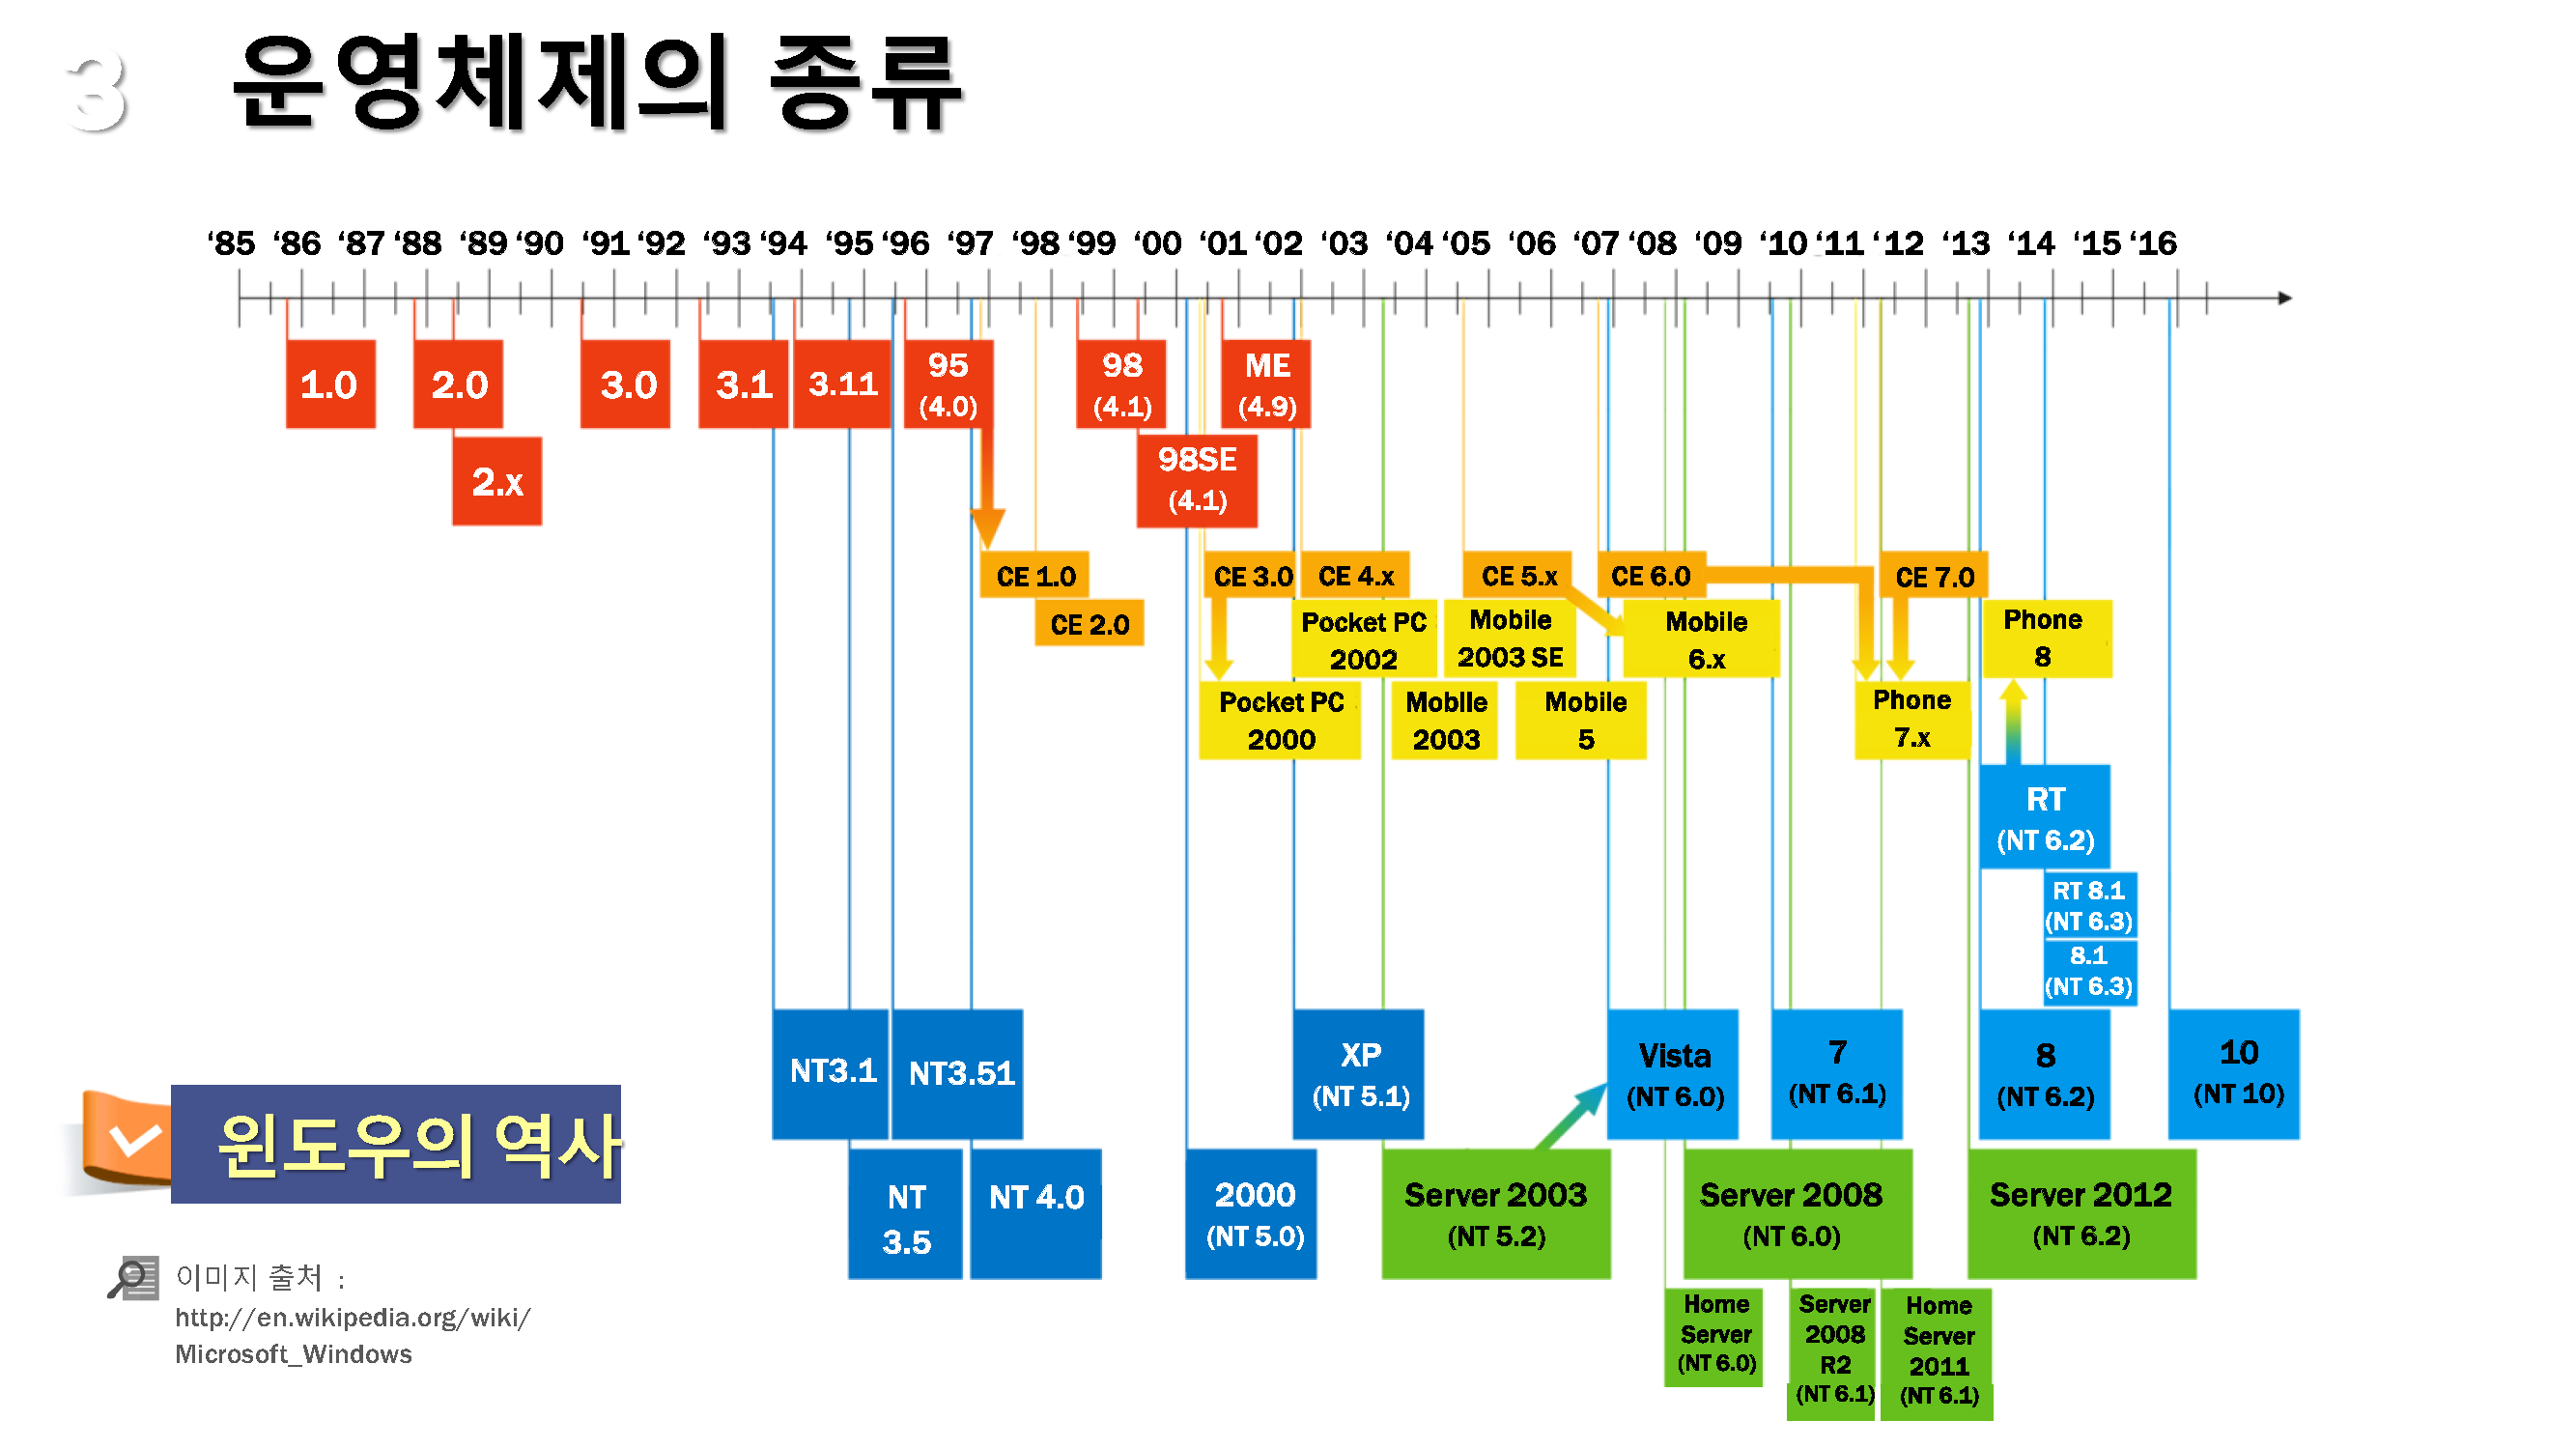 3 운영체제의 종류
‘85 ‘86 ‘87 ‘88 ‘89 ‘90 ‘91 ‘92 ‘93 ‘94 ‘95 ‘96 ‘97 ‘98 ‘99 ‘00 ‘01 ‘02 ‘03 ‘04 ‘05 ‘06 ‘07 ‘08 ‘09 ‘10 ‘11 ‘12 ‘13 ‘14 ‘15 ‘16
1.0
2.0
2.x
3.0
3.1
3.11
95
(4.0)
98
(4.1)
98SE
(4.1)
ME
(4.9)
CE 1.0
CE 2.0
CE 3.0
CE 4.x
CE 5.x
CE 6.0
CE 7.0
Pocket PC
2002
Mobile
2003 SE
Mobile
6.x
Phone
8
Pocket PC
2000
Mobile
2003
Mobile
5
Phone
7.x
RT
(NT 6.2)
RT 8.1
(NT 6.3)
8.1
(NT 6.3)
NT3.1
NT3.51
XP
(NT 5.1)
Vista
(NT 6.0)
7
(NT 6.1)
8
(NT 6.2)
10
(NT 10)
NT
3.5
NT 4.0
2000
(NT 5.0)
Server 2003
(NT 5.2)
Server 2008
(NT 6.0)
Server 2012
(NT 6.2)
Home
Server
(NT 6.0)
Server
2008
R2
(NT 6.1)
Home
Server
2011
(NT 6.1)
윈도우의 역사
이미지 출처 :
http://en.wikipedia.org/wiki/
Microsoft_Windows